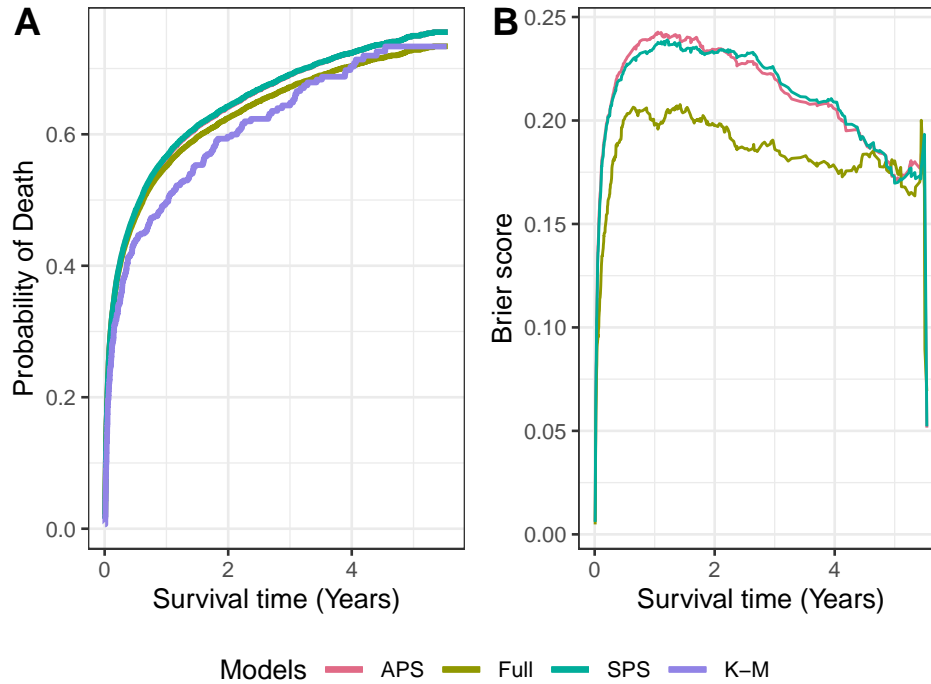 A
B
Probability of Death
0.6
0.4
0.2
0.0
0
2
4
Survival time (Years)
Brier score
0.25
0.20
0.15
0.10
0.05
0.00
0
2
4
Survival time (Years)
Models APS Full SPS K−M